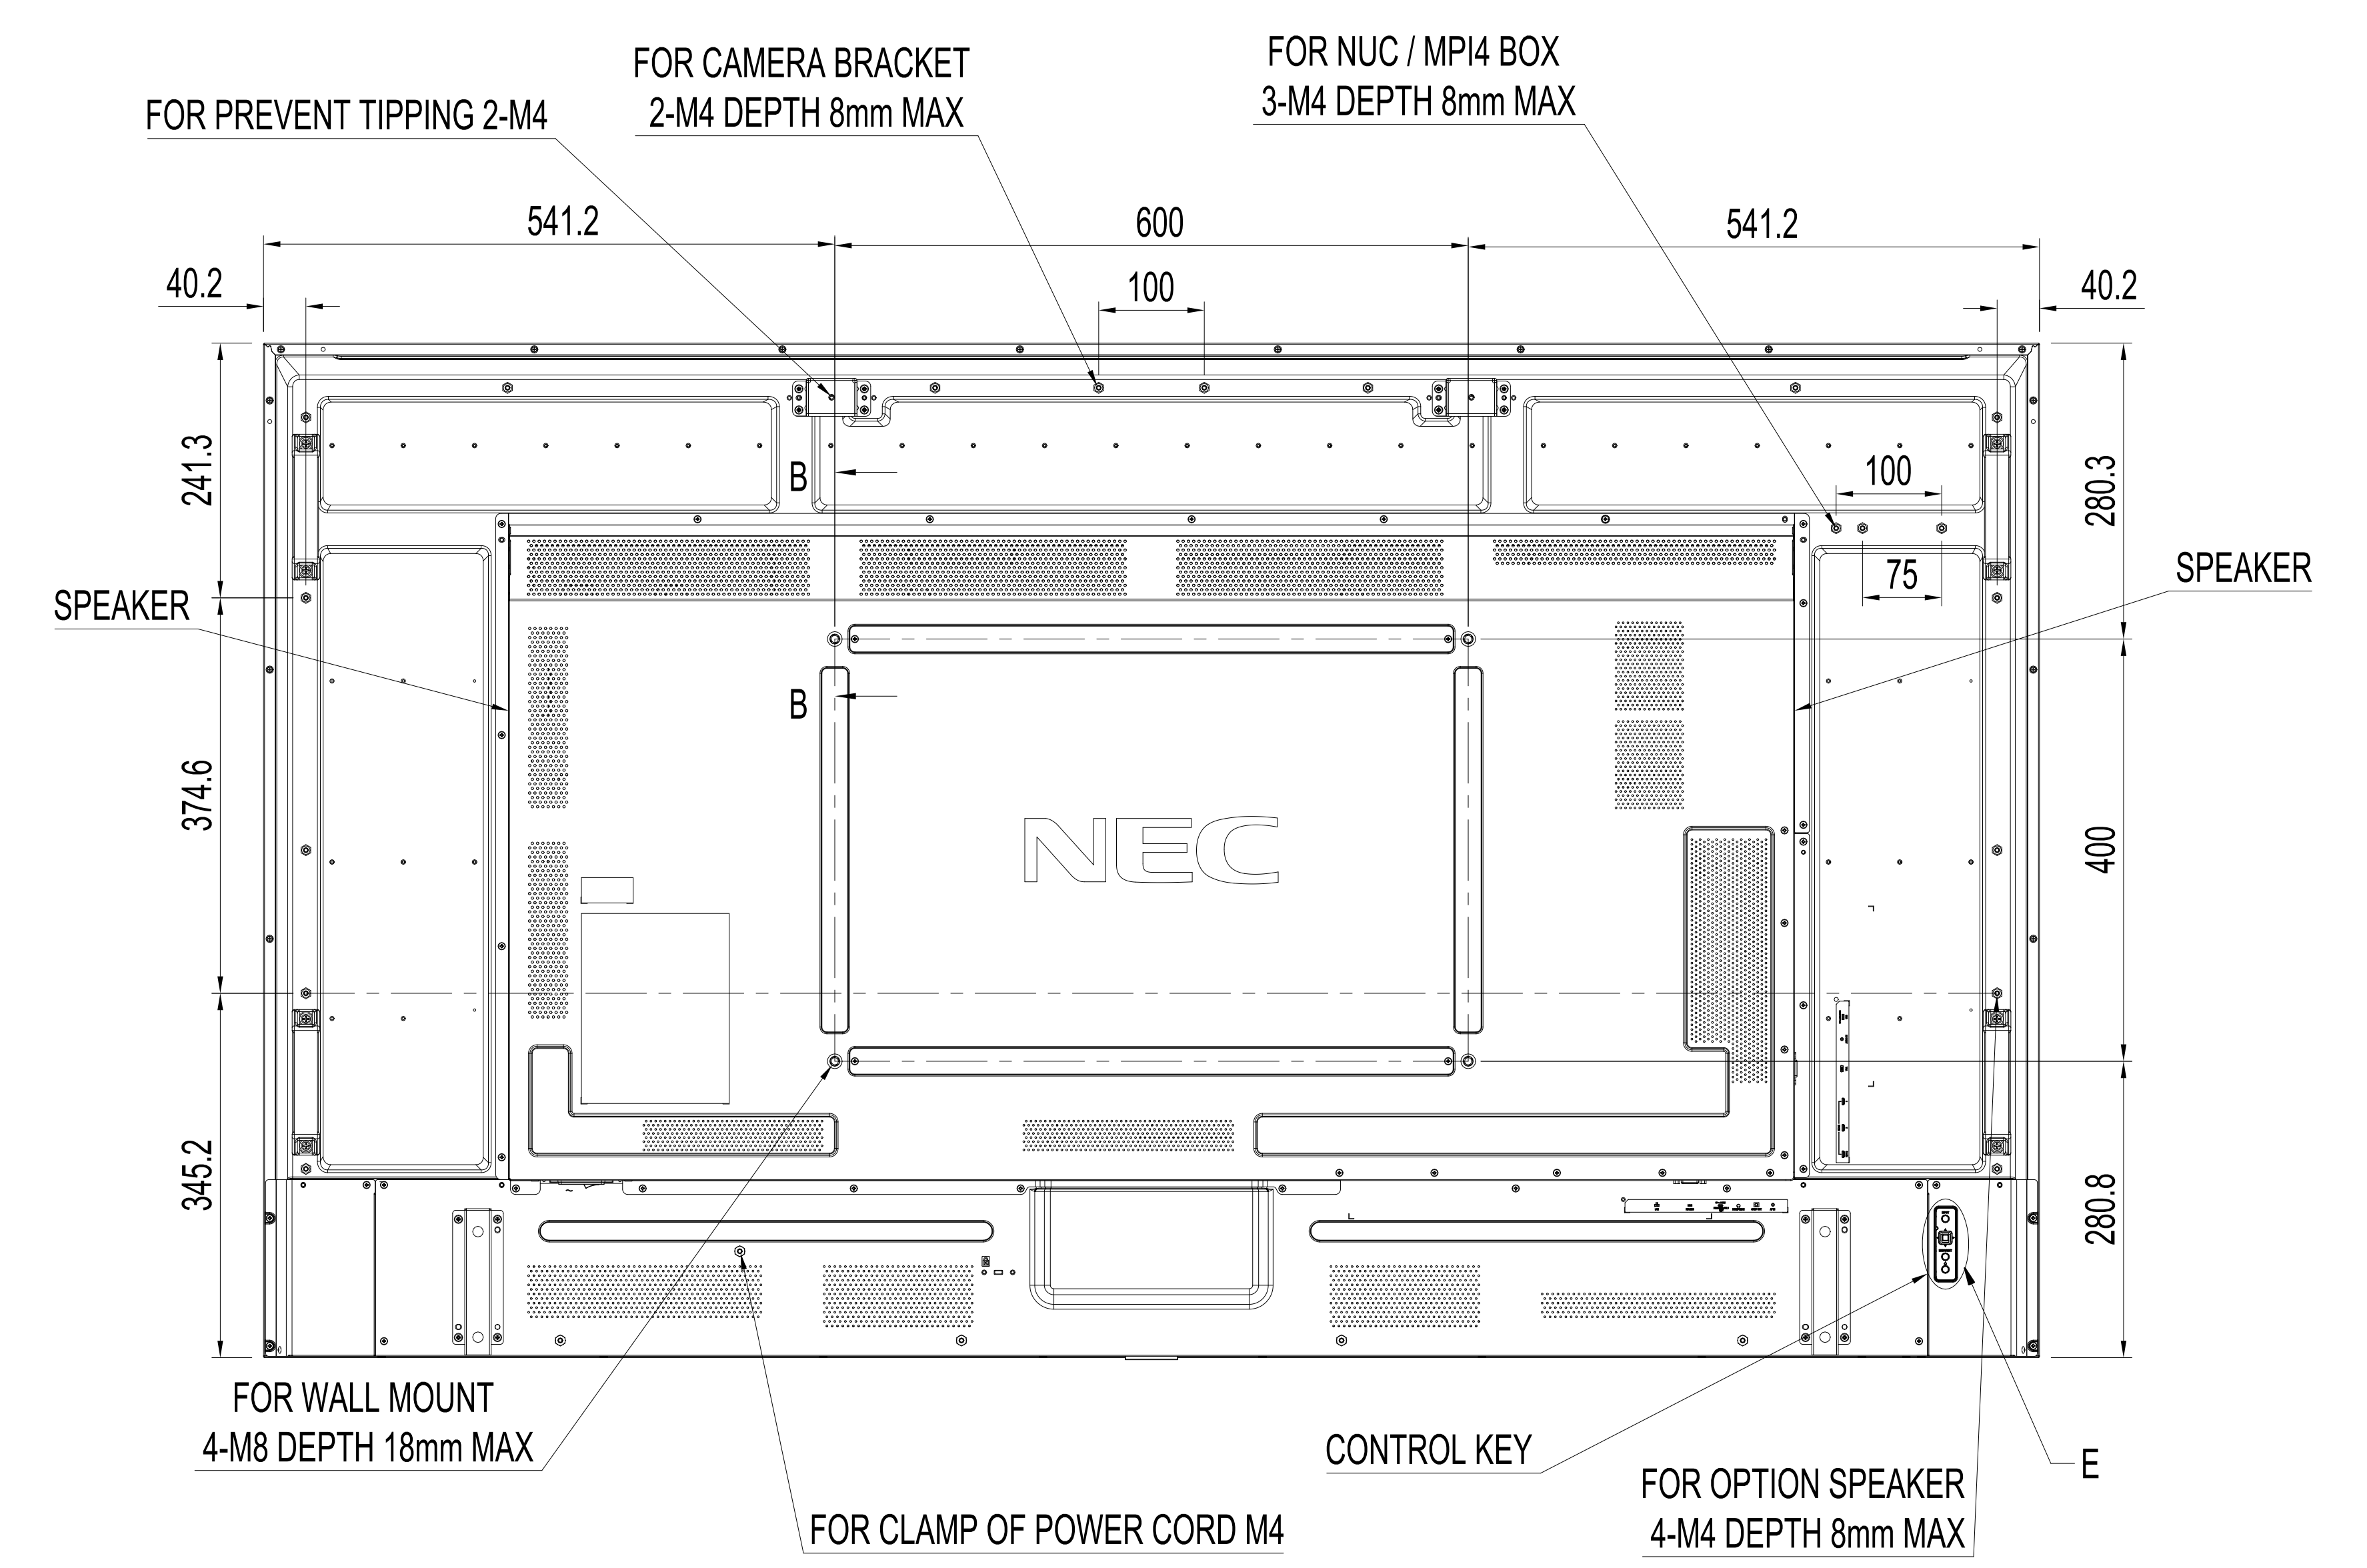 FOR NUC / MPI4 BOX
3-M4 DEPTH 8mm MAX
FOR CAMERA BRACKET
2-M4 DEPTH 8mm MAX
FOR PREVENT TIPPING 2-M4
541.2
600
541.2
40.2
100
40.2
241.3
B
100
280.3
75
SPEAKER
SPEAKER
B
374.6
NEC
400
345.2
280.8
FOR WALL MOUNT
4-M8 DEPTH 18mm MAX
CONTROL KEY
E
FOR OPTION SPEAKER
4-M4 DEPTH 8mm MAX
FOR CLAMP OF POWER CORD M4